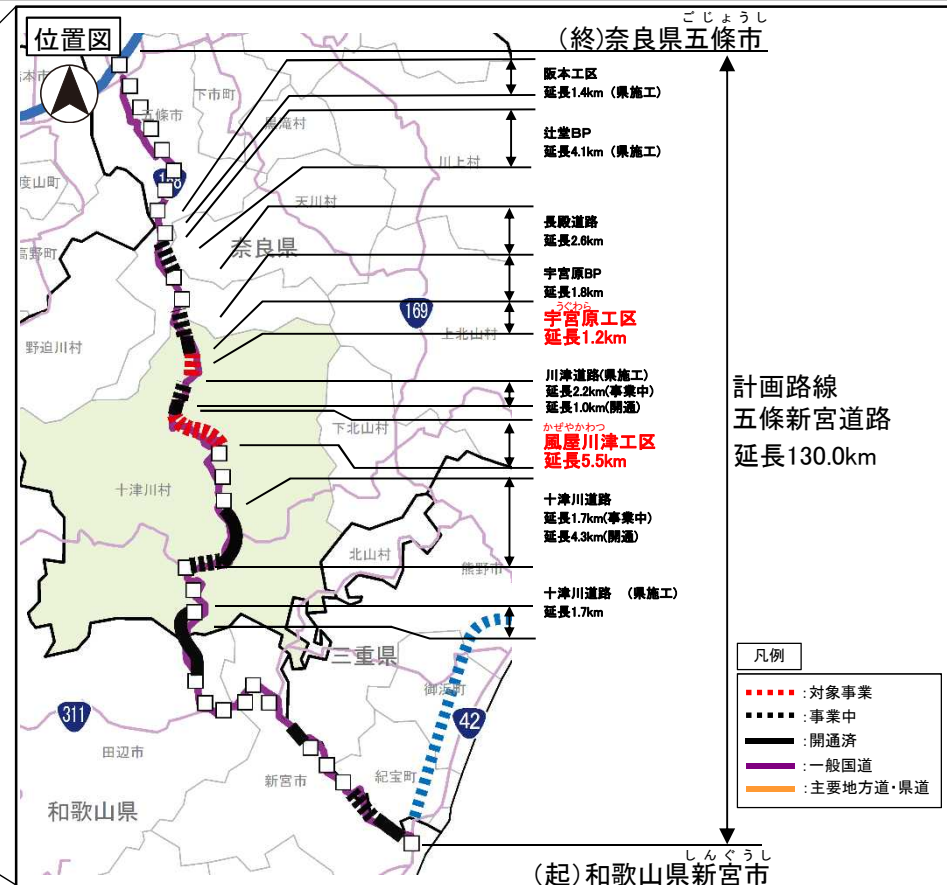 位置図
ごじょうし
(終)奈良県五條市
阪本工区
延長1.4km (県施工)
辻堂BP
延長4.1km (県施工)
長殿道路
延長2.6km
宇宮原BP
延長1.8km
うぐわら
宇宮原工区
延長1.2km
川津道路(県施工)
延長2.2km(事業中)
延長1.0km(開通)
かぜやかわつ
風屋川津工区
延長5.5km
十津川道路
延長1.7km(事業中)
延長4.3km(開通)
十津川道路 (県施工)
延長1.7km
計画路線
五條新宮道路
延長130.0km
本市
下市町
五條市
黒滝村
川上村
度山町
天川村
奈良県
高野町
169
上北山村
野迫川村
下北山村
十津川村
北山村
熊野市
三重県
御浜町
311
42
田辺市
新宮市
紀宝町
和歌山県
凡例
:対象事業
:事業中
:開通済
:一般国道
:主要地方道・県道
しんぐうし
(起)和歌山県新宮市